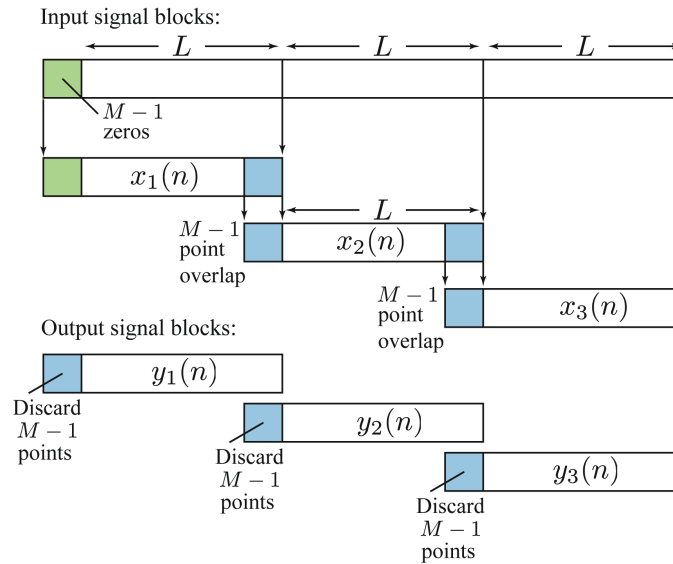 Input signal blocks:
L L L
M − 1
zeros
x₁(n)
L
M − 1
point
overlap
x₂(n)
M − 1
point
overlap
x₃(n)
Output signal blocks:
y₁(n)
Discard
M − 1
points
y₂(n)
Discard
M − 1
points
y₃(n)
Discard
M − 1
points